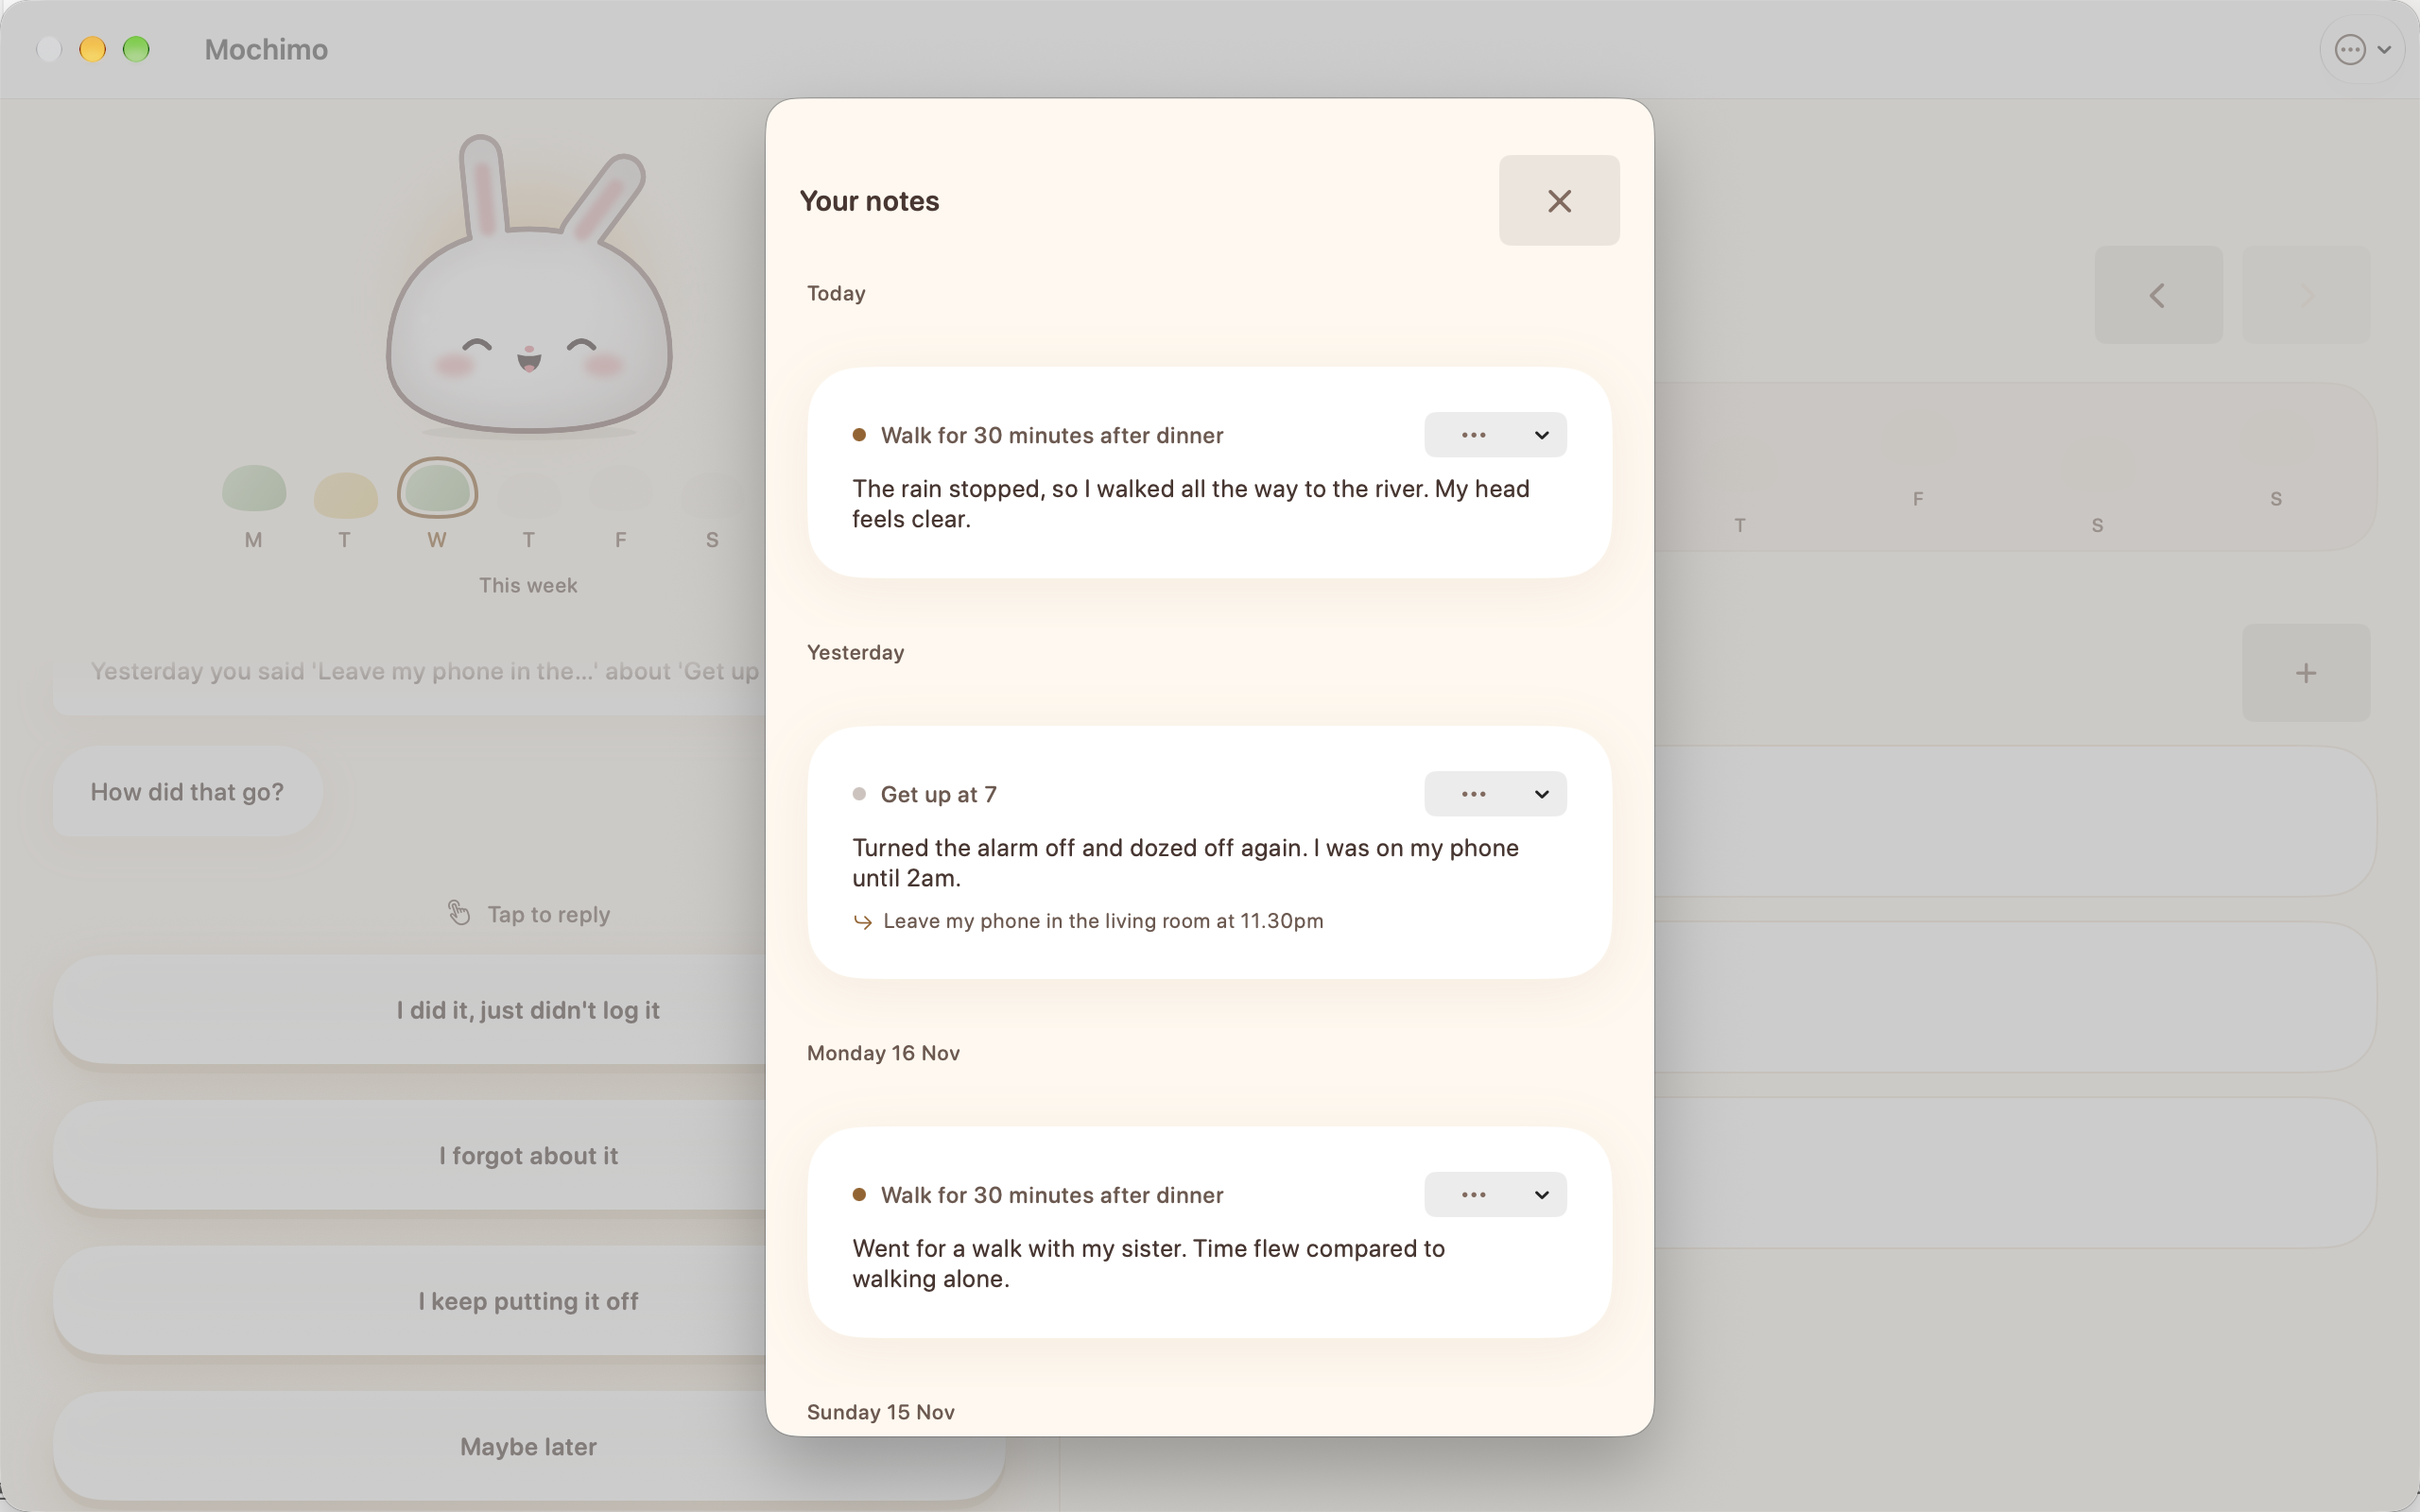 Mochimo
M T W T F S
This week
Yesterday you said 'Leave my phone in the...' about 'Get up
How did that go?
Tap to reply
I did it, just didn't log it
I forgot about it
I keep putting it off
Maybe later
Your notes
Today
Walk for 30 minutes after dinner
The rain stopped, so I walked all the way to the river. My head
feels clear.
Yesterday
Get up at 7
Turned the alarm off and dozed off again. I was on my phone
until 2am.
Leave my phone in the living room at 11.30pm
Monday 16 Nov
Walk for 30 minutes after dinner
Went for a walk with my sister. Time flew compared to
walking alone.
Sunday 15 Nov
T F S S